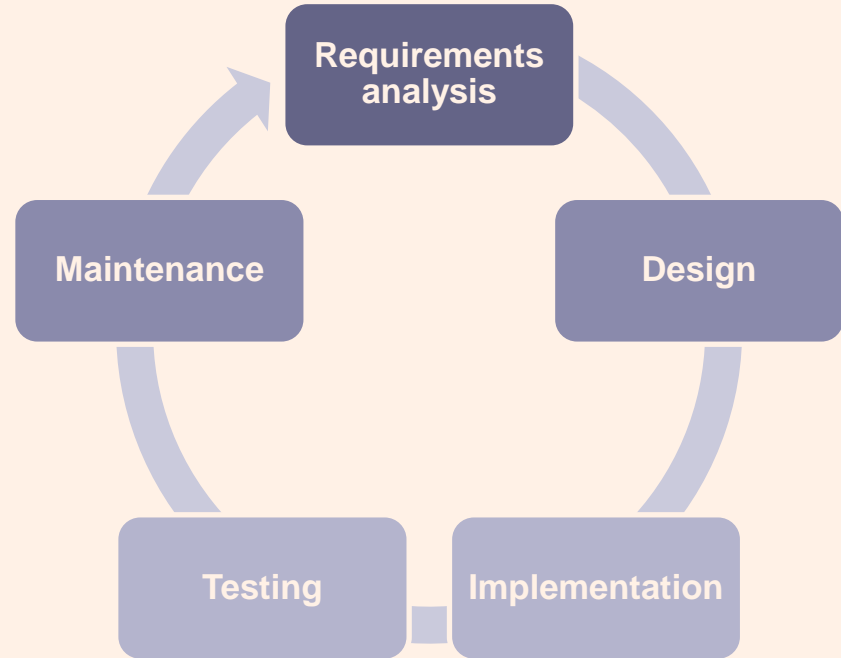 Requirements
analysis
Maintenance
Design
Testing
Implementation